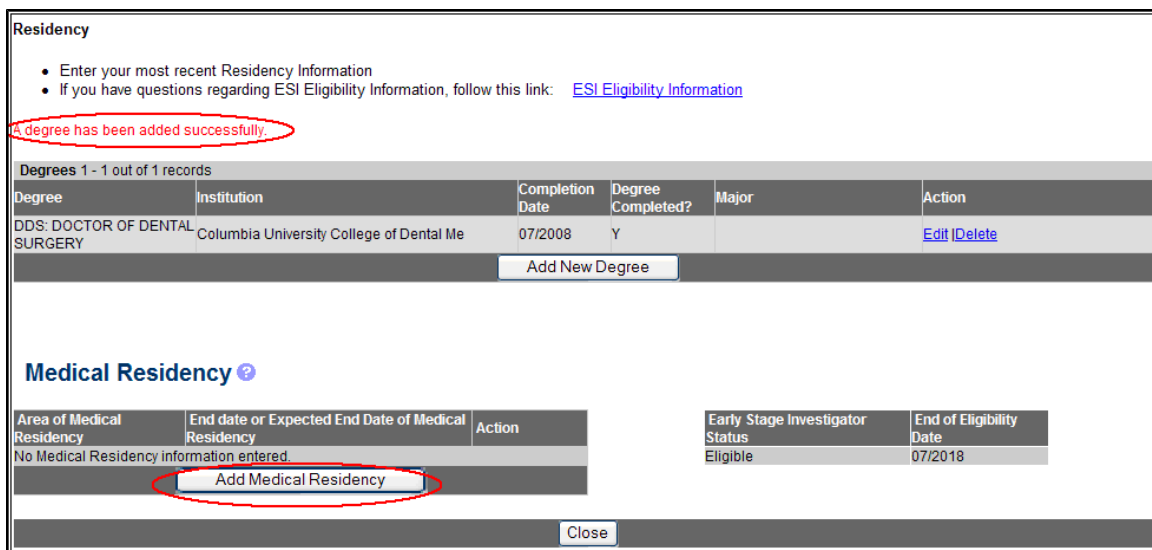 Residency
• Enter your most recent Residency Information
• If you have questions regarding ESI Eligibility Information, follow this link: ESI Eligibility Information
A degree has been added successfully.
Degrees 1 - 1 out of 1 records
Degree Institution Completion Date Degree Completed? Major Action
DDS: DOCTOR OF DENTAL SURGERY Columbia University College of Dental Me 07/2008 Y Edit |Delete
Add New Degree
Medical Residency ?
Area of Medical Residency End date or Expected End Date of Medical Residency Action
No Medical Residency information entered.
Add Medical Residency
Early Stage Investigator Status End of Eligibility Date
Eligible 07/2018
Close